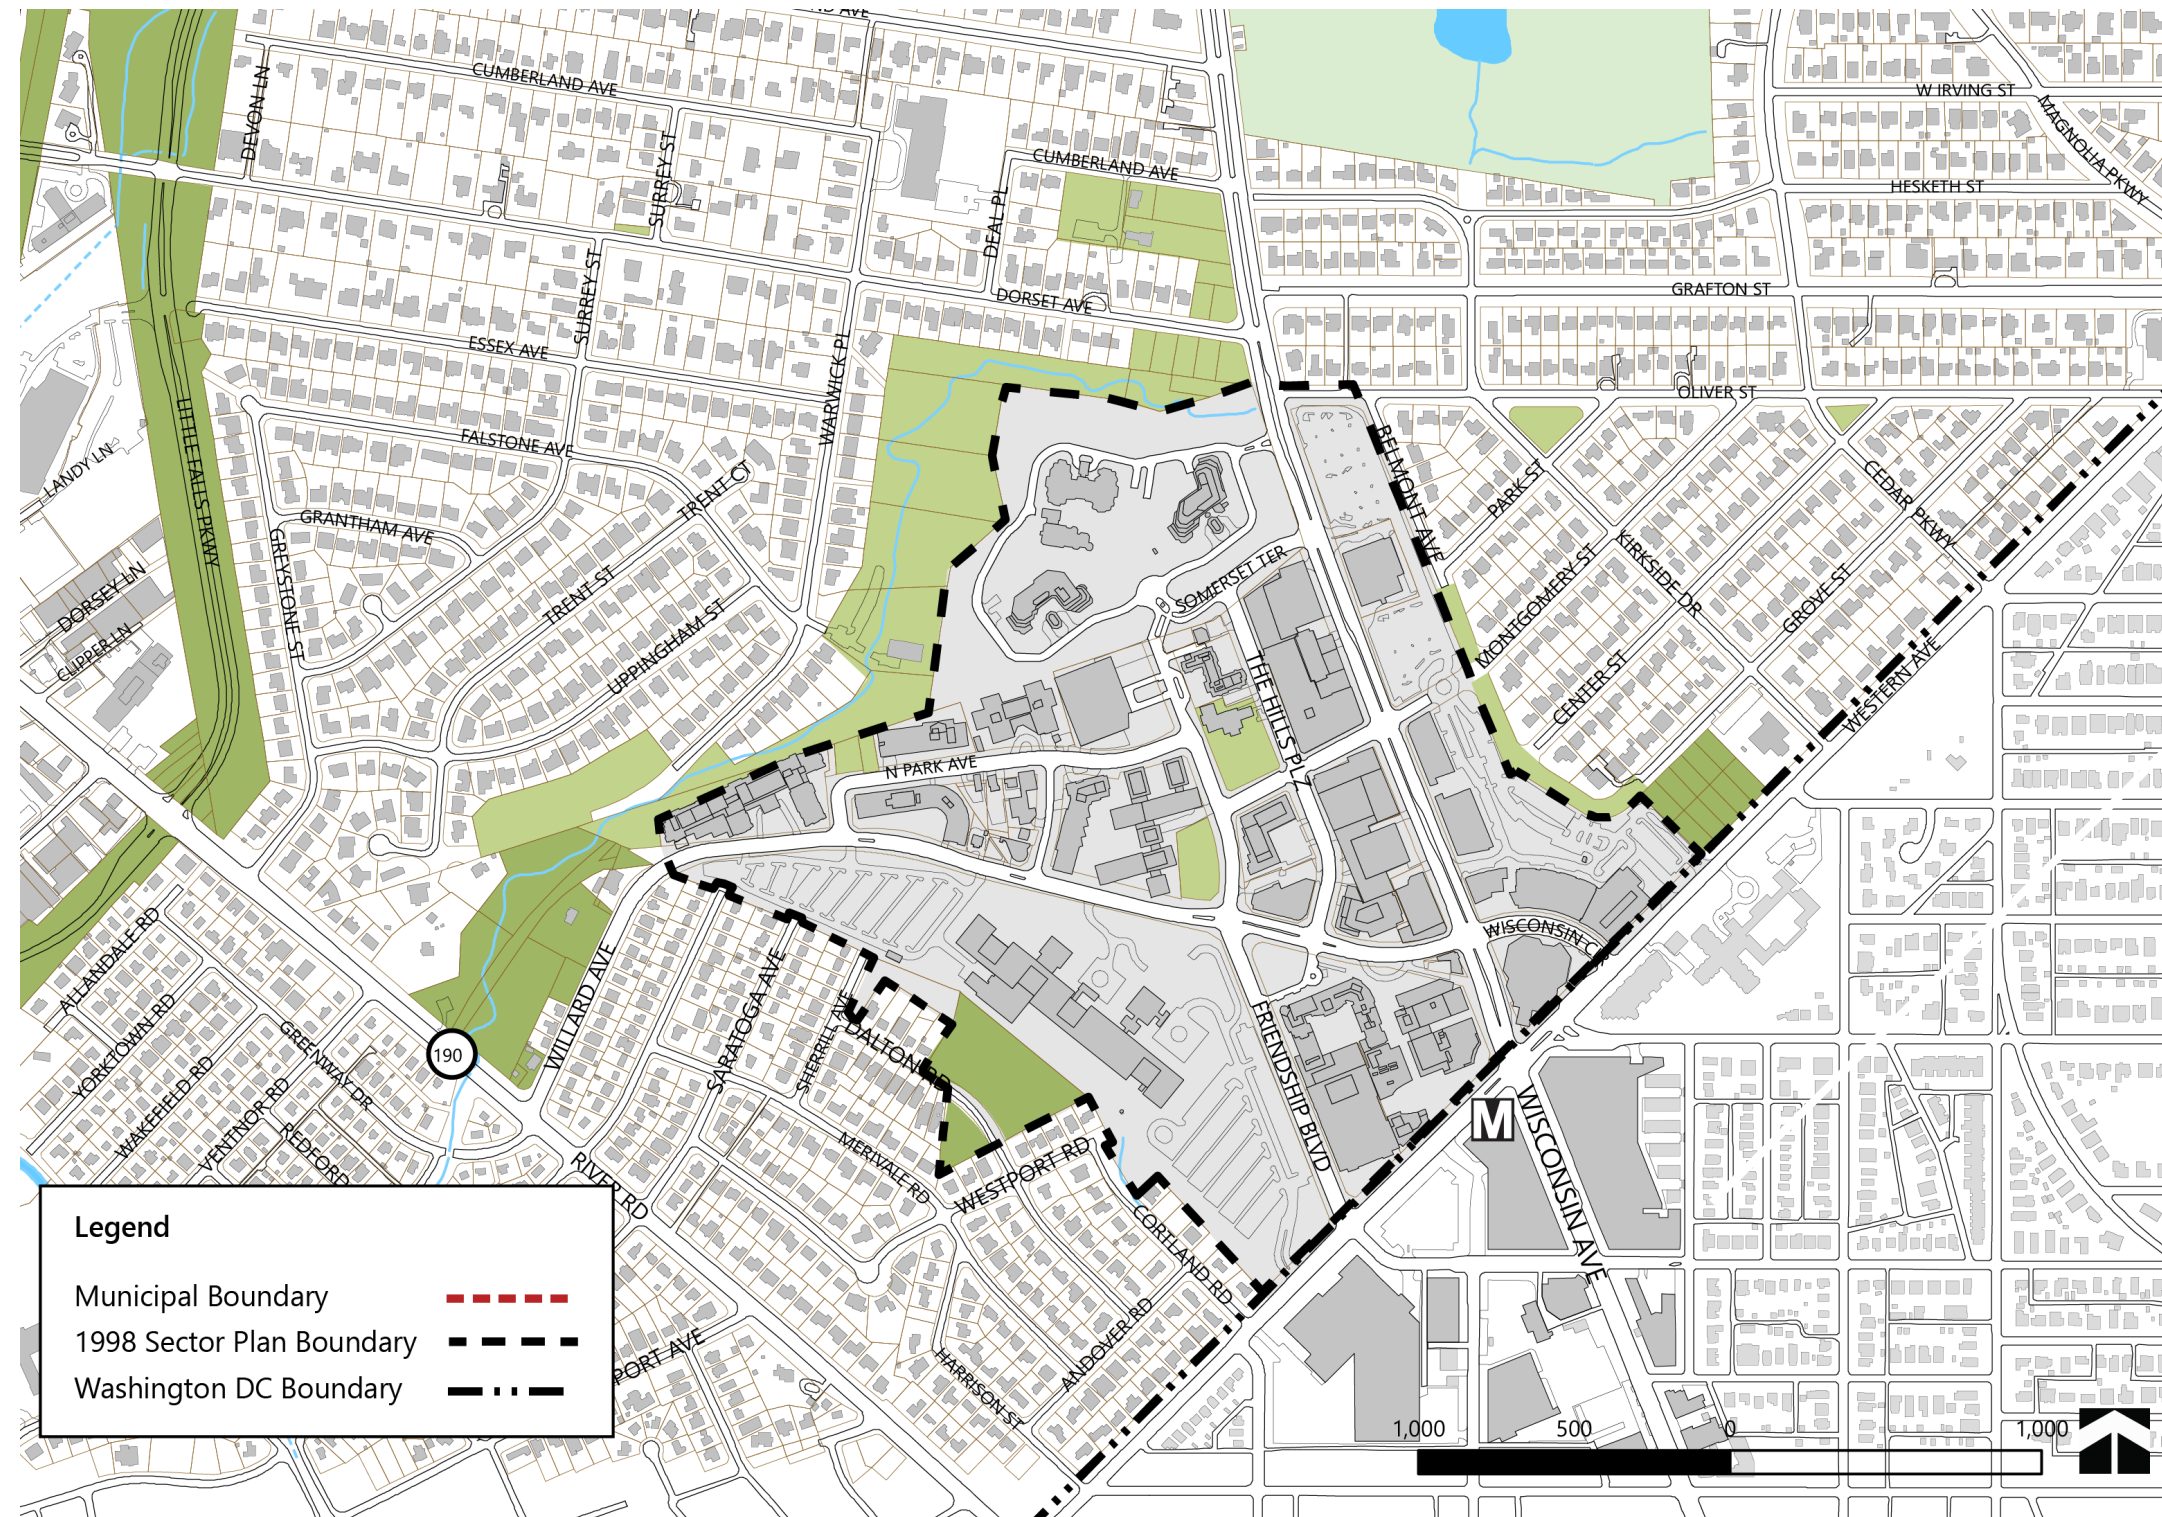 CUMBERLAND AVE
DEVON LN
SURREY ST
CUMBERLAND AVE
DEAL PL
W IRVING ST
MAGNOLIA PKWY
HESKETH ST
GRAFTON ST
DORSET AVE
SURREY ST
ESSEX AVE
WARWICK PL
OLIVER ST
LITTLE FALLS PKWY
FALSTONE AVE
LANDY LN
TRENT CT
BELMONT AVE
PARK ST
CEDAR PKWY
GRANTHAM AVE
GREYSTONE ST
KIRKSIDE DR
MONTGOMERY ST
DORSEY LN
TRENT ST
SOMERSET TER
GROVE ST
CLIPPER LN
UPPINGHAM ST
THE HILLS PLZ
CENTER ST
WESTERN AVE
N PARK AVE
ALLANDALE RD
WILLARD AVE
SARATOGA AVE
WISCONSIN
YORKTOWN RD
GREENWAY DR
190
SHERRILL AVE
DALTON RD
FRIENDSHIP BLVD
WAKEFIELD RD
VENTNOR RD
REDFORD
M
MERIVALE RD
WESTPORT RD
RIVER RD
CORTLAND RD
WISCONSIN AVE
ANDOVER RD
HARRISON ST
PORT AVE
Legend
Municipal Boundary
1998 Sector Plan Boundary
Washington DC Boundary
1,000 500 0 1,000